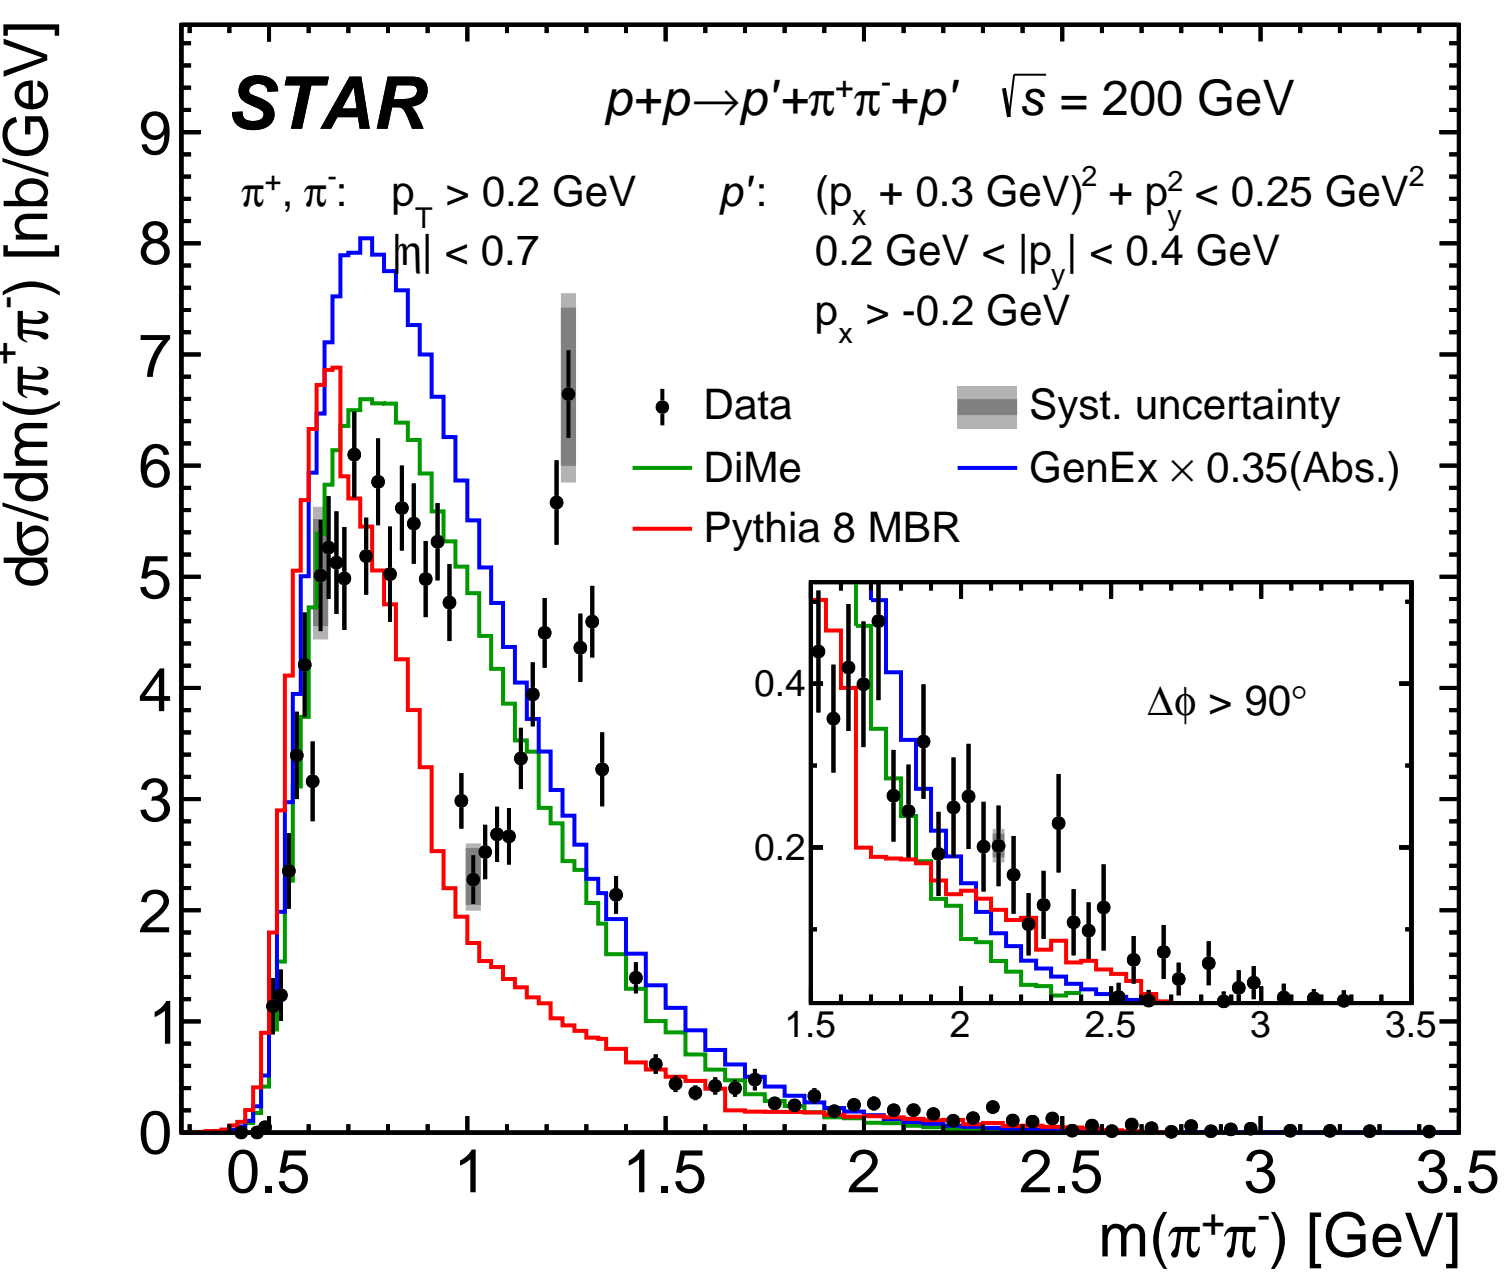 dσ/dm(π⁺π⁻) [nb/GeV]
STAR p+p→p′+π⁺π⁻+p′ √s = 200 GeV
π⁺, π⁻: p_T > 0.2 GeV p′: (p_x + 0.3 GeV)² + p_y² < 0.25 GeV²
|η| < 0.7 0.2 GeV < |p_y| < 0.4 GeV
p_x > -0.2 GeV
Data Syst. uncertainty
DiMe GenEx × 0.35(Abs.)
Pythia 8 MBR
Δϕ > 90°
9
8
7
6
5
4
3
2
1
0
0.4
0.2
1.5 2 2.5 3 3.5
0.5 1 1.5 2 2.5 3 3.5
m(π⁺π⁻) [GeV]